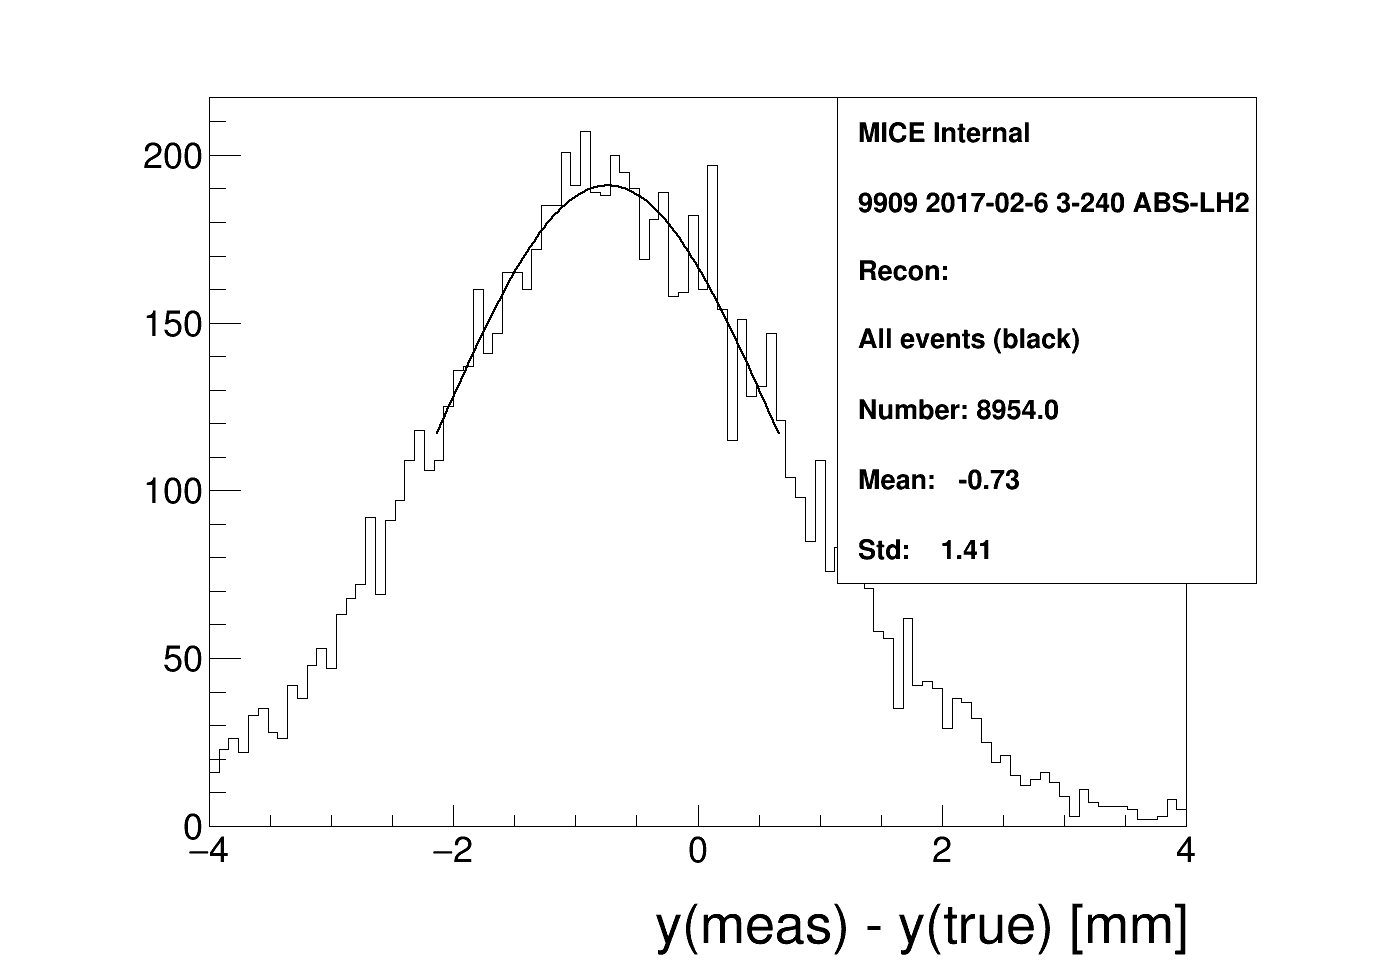 MICE Internal
9909 2017-02-6 3-240 ABS-LH2
Recon:
All events (black)
Number: 8954.0
Mean: -0.73
Std: 1.41
200
150
100
50
0
−4 −2 0 2 4
y(meas) - y(true) [mm]